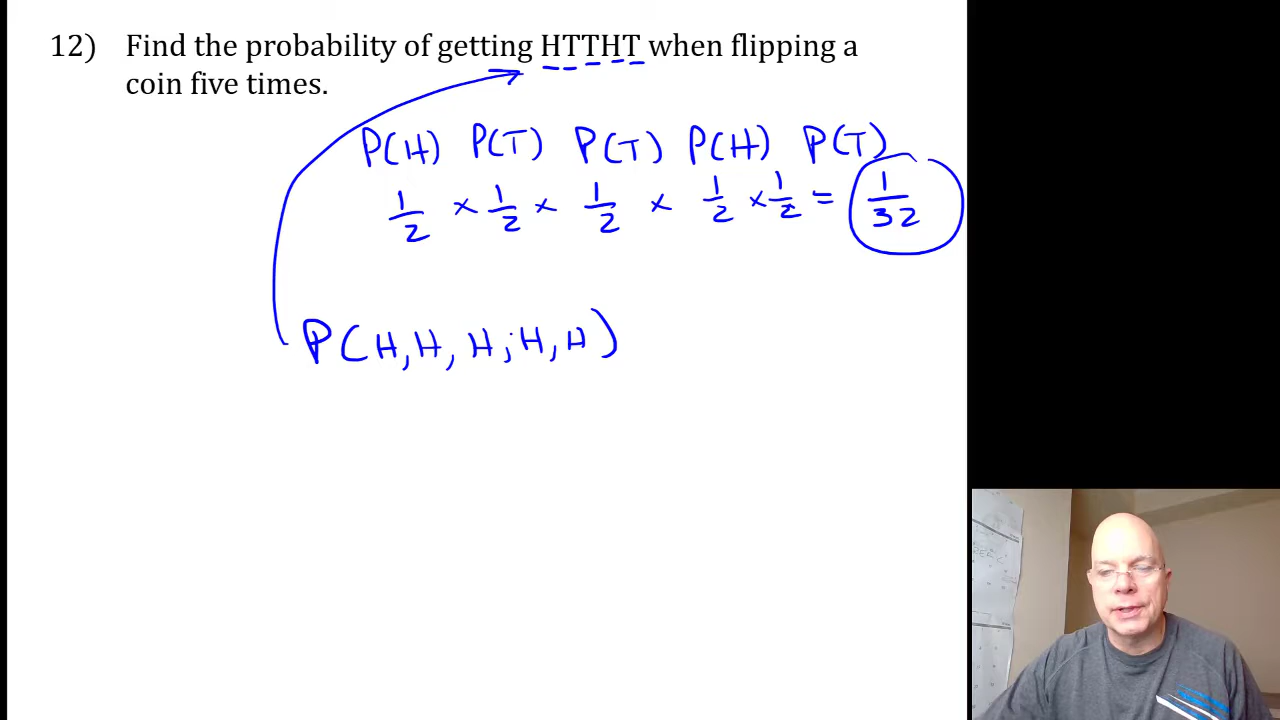 12) Find the probability of getting HTTHT when flipping a
coin five times.
P(H) P(T) P(T) P(H) P(T)
1/2 × 1/2 × 1/2 × 1/2 × 1/2 = 1/32
P(H,H,H,H,H)